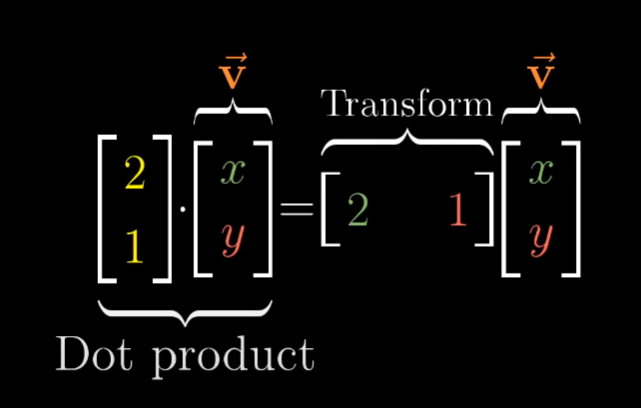 v⃗ v⃗
Transform
[2 1] · [x y] = [2 1] [x y]
Dot product